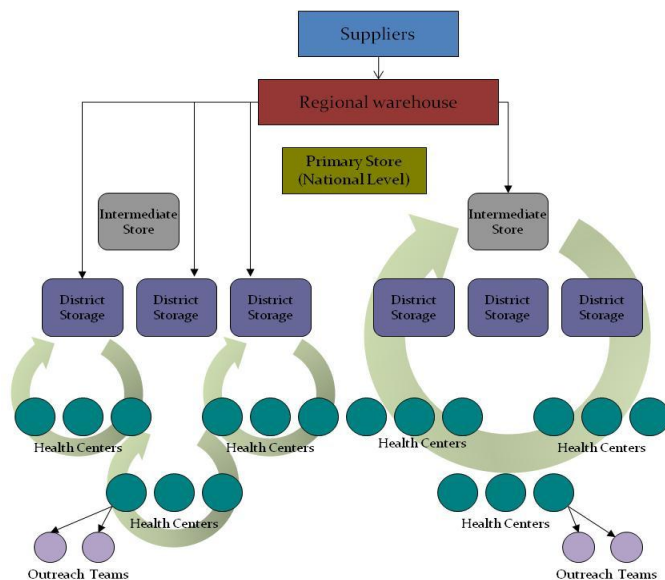 Suppliers
Regional warehouse
Primary Store
(National Level)
Intermediate
Store
Intermediate
Store
District
Storage
District
Storage
District
Storage
District
Storage
District
Storage
District
Storage
Health Centers
Health Centers
Health Centers
Health Centers
Health Centers
Health Centers
Outreach Teams
Outreach Teams